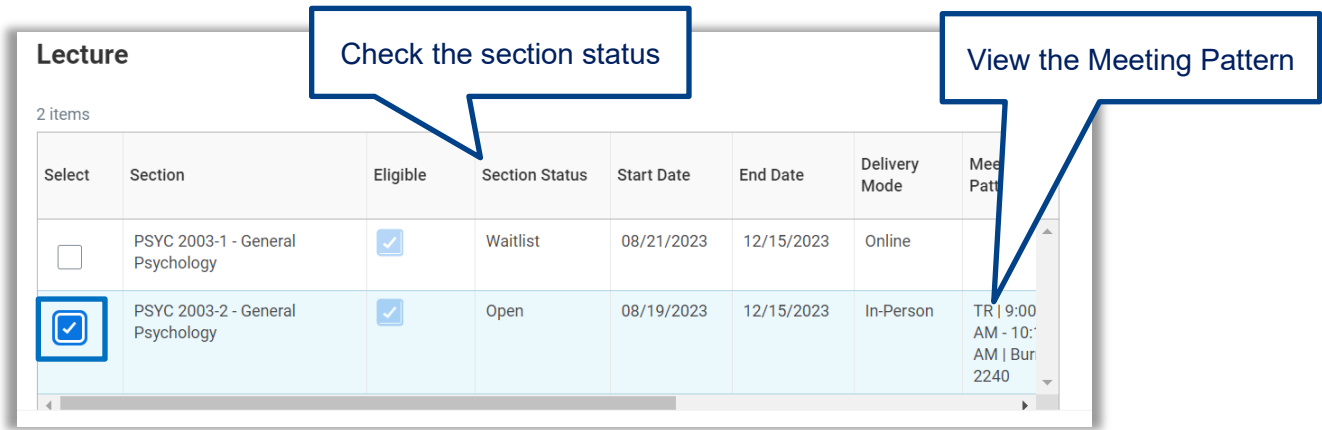 Check the section status
View the Meeting Pattern
Lecture
2 items
Select Section Eligible Section Status Start Date End Date Delivery Mode
PSYC 2003-1 - General Psychology Waitlist 08/21/2023 12/15/2023 Online
PSYC 2003-2 - General Psychology Open 08/19/2023 12/15/2023 In-Person TR | 9:00
AM - 10:
AM |
2240